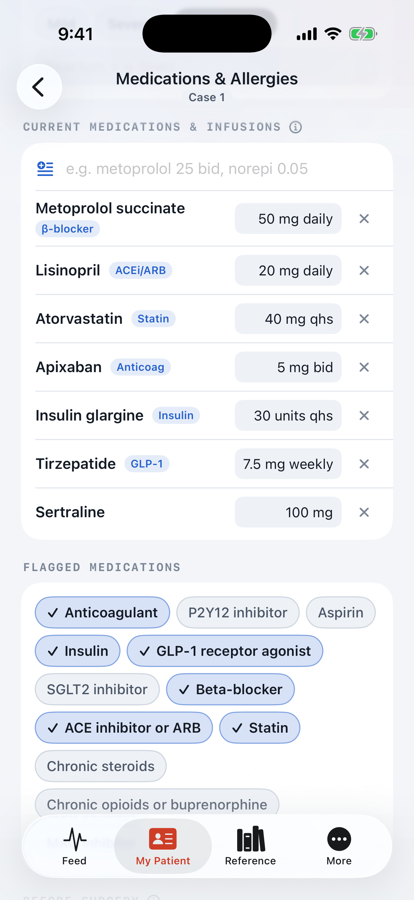 9:41
Medications & Allergies
Case 1
CURRENT MEDICATIONS & INFUSIONS
e.g. metoprolol 25 bid, norepi 0.05
Metoprolol succinate
β-blocker
50 mg daily
Lisinopril ACEi/ARB 20 mg daily
Atorvastatin Statin 40 mg qhs
Apixaban Anticoag 5 mg bid
Insulin glargine Insulin 30 units qhs
Tirzepatide GLP-1 7.5 mg weekly
Sertraline 100 mg
FLAGGED MEDICATIONS
Anticoagulant P2Y12 inhibitor Aspirin
Insulin GLP-1 receptor agonist
SGLT2 inhibitor Beta-blocker
ACE inhibitor or ARB Statin
Chronic steroids
Chronic opioids or buprenorphine
Feed My Patient Reference More
BEFORE SURGERY